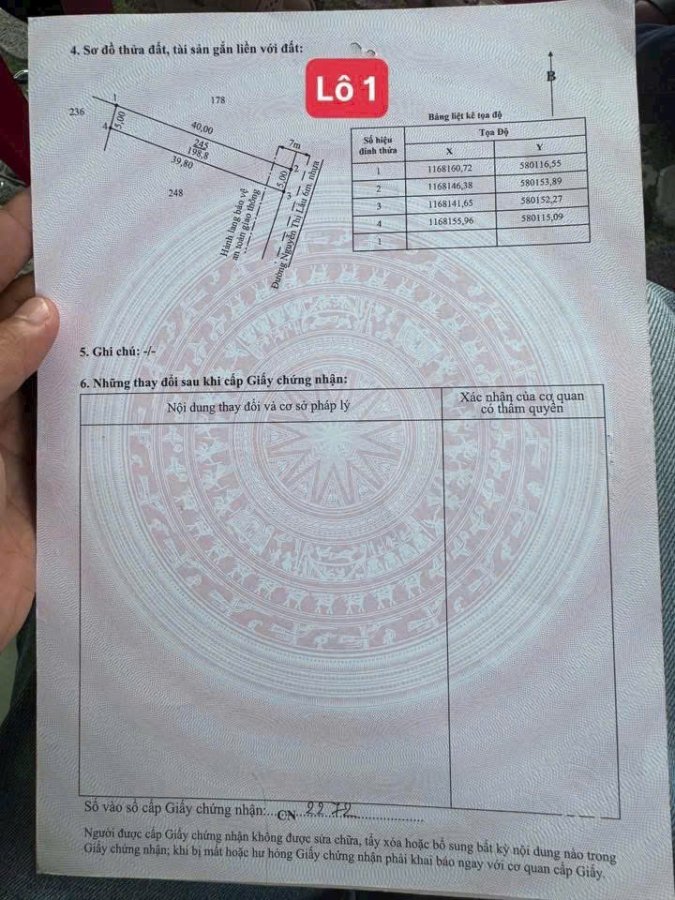 4. Sơ đồ thửa đất, tài sản gắn liền với đất:
Lô 1
B
236
178
1
5,00
4
40,00
245
198,8
39,80
248
7m
2
5,00
3
Hành lang bảo vệ
an toàn giao thông
Đường Nguyễn Thị Lầu 6m, nhựa
Bảng liệt kê tọa độ
Số hiệu đỉnh thửa Tọa Độ
X Y
1 1168160,72 580116,55
2 1168146,38 580153,89
3 1168141,65 580152,27
4 1168155,96 580115,09
1
5. Ghi chú: -/-
6. Những thay đổi sau khi cấp Giấy chứng nhận:
Nội dung thay đổi và cơ sở pháp lý
Xác nhận của cơ quan
có thẩm quyền
Số vào sổ cấp Giấy chứng nhận:...CN 2272
Người được cấp Giấy chứng nhận không được sửa chữa, tẩy xóa hoặc bổ sung bất kỳ nội dung nào trong
Giấy chứng nhận; khi bị mất hoặc hư hỏng Giấy chứng nhận phải khai báo ngay với cơ quan cấp Giấy.